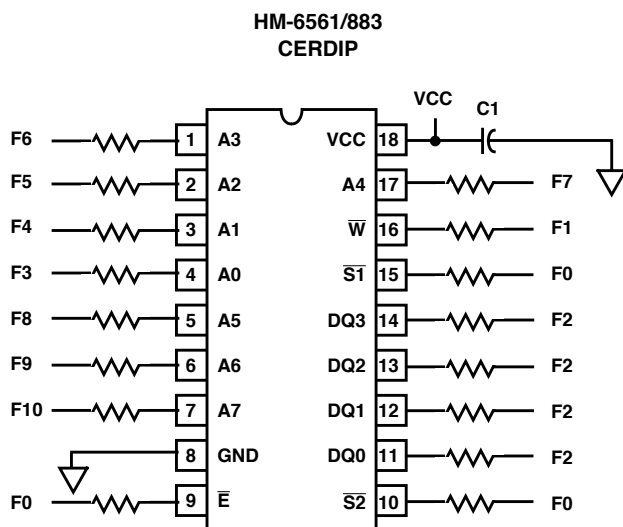 HM-6561/883
CERDIP
VCC
C1
F6 1 A3 VCC 18
F5 2 A2 A4 17 F7
F4 3 A1 W̅ 16 F1
F3 4 A0 S̅1̅ 15 F0
F8 5 A5 DQ3 14 F2
F9 6 A6 DQ2 13 F2
F10 7 A7 DQ1 12 F2
8 GND DQ0 11 F2
F0 9 E̅ S̅2̅ 10 F0